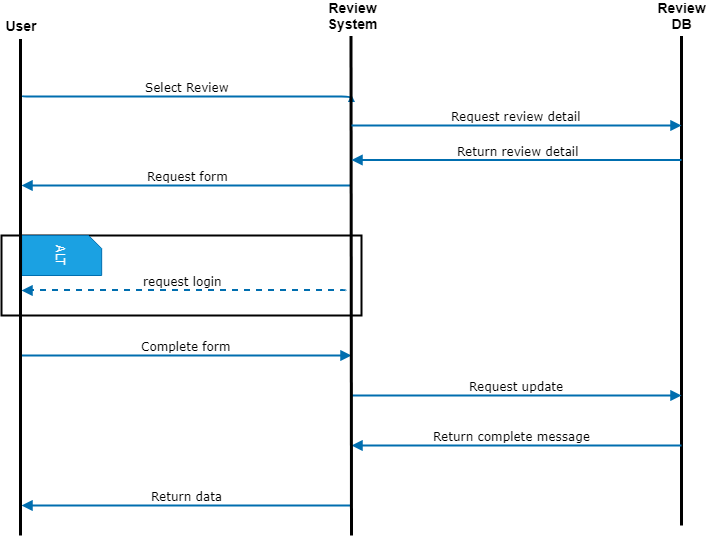 User
Review
System
Review
DB
Select Review
Request review detail
Return review detail
Request form
ALT
request login
Complete form
Request update
Return complete message
Return data